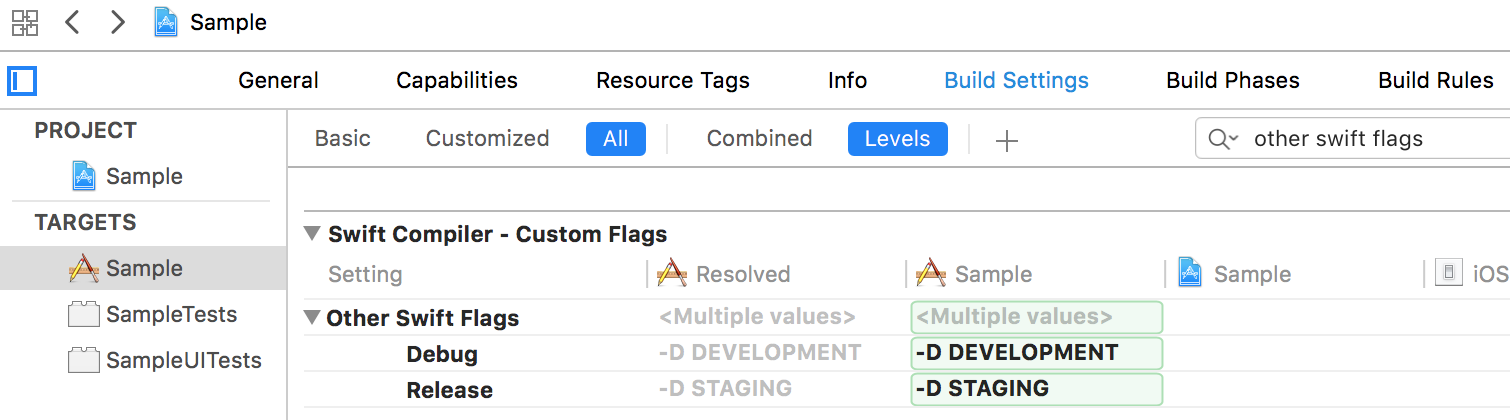 Sample
General Capabilities Resource Tags Info Build Settings Build Phases Build Rules
PROJECT
Basic Customized All Combined Levels other swift flags
Sample
TARGETS
Swift Compiler - Custom Flags
Sample
Setting Resolved Sample Sample iOS
SampleTests
Other Swift Flags <Multiple values> <Multiple values>
Debug -D DEVELOPMENT -D DEVELOPMENT
SampleUITests
Release -D STAGING -D STAGING